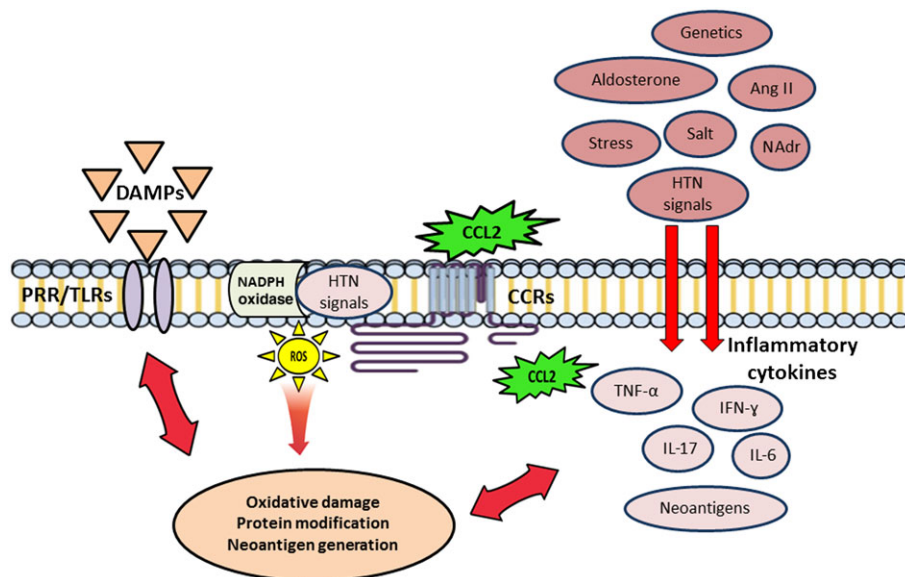 Genetics
Aldosterone
Ang II
Stress
Salt
NAdr
HTN
signals
DAMPs
CCL2
PRR/TLRs
NADPH
oxidase
HTN
signals
CCRs
ROS
Inflammatory
cytokines
CCL2
TNF-α
IFN-ɣ
IL-17
IL-6
Neoantigens
Oxidative damage
Protein modification
Neoantigen generation